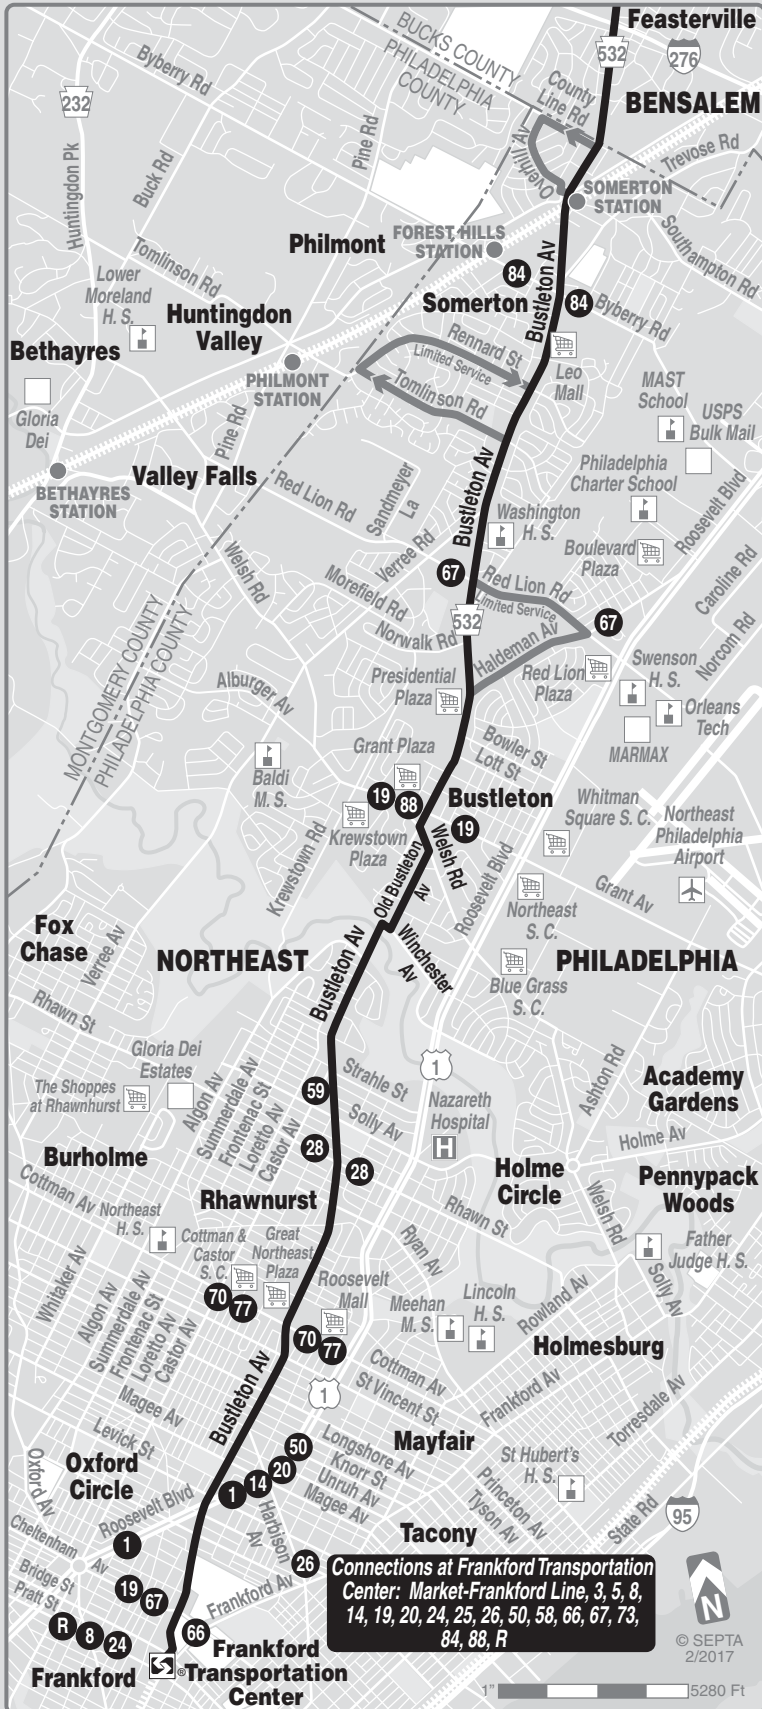 Feasterville
BUCKS COUNTY
PHILADELPHIA
COUNTY
532
276
County
Line Rd
BENSALEM
Byberry Rd
232
Pine Rd
Trevose Rd
Overhill Av
Huntingdon Pk
Buck Rd
SOMERTON
STATION
Southampton Rd
Philmont
FOREST HILLS
STATION
Tomlinson Rd
84
Bustleton Av
Lower
Moreland
H. S.
Somerton
84
Byberry Rd
Huntingdon
Valley
Rennard St
Limited Service
Bethayres
Leo
Mall
PHILMONT
STATION
Tomlinson Rd
MAST
School
Gloria
Dei
Pine Rd
USPS
Bulk Mail
Valley Falls
Bustleton Av
Philadelphia
Charter School
BETHAYRES
STATION
Red Lion Rd
Sandmeyer
La
Washington
H. S.
Roosevelt Blvd
Verree Rd
Boulevard
Plaza
Welsh Rd
67
Red Lion Rd
Limited Service
Caroline Rd
Morefield Rd
532
67
Norwalk Rd
Haldeman Av
Norcom Rd
MONTGOMERY COUNTY
PHILADELPHIA COUNTY
Alburger Av
Presidential
Plaza
Red Lion
Plaza
Swenson
H. S.
Orleans
Tech
Bowler St
Lott St
MARMAX
Grant Plaza
Baldi
M. S.
19
88
Bustleton
Whitman
Square S. C.
Northeast
Philadelphia
Airport
Krewstown
Plaza
19
Krewstown Rd
Old Bustleton
Av
Welsh Rd
Roosevelt Blvd
Grant Av
Northeast
S. C.
Fox
Chase
Verree Av
NORTHEAST
Bustleton Av
Winchester
Av
PHILADELPHIA
Blue Grass
S. C.
Rhawn St
Gloria Dei
Estates
The Shoppes
at Rhawnhurst
Algon Av
Summerdale Av
Frontenac St
Loretto Av
Castor Av
59
Strahle St
1
Ashton Rd
Academy
Gardens
Solly Av
Nazareth
Hospital
H
Holme Av
Burholme
28
28
Holme
Circle
Pennypack
Woods
Cottman Av
Rhawnurst
Welsh Rd
Northeast
H. S.
Rhawn St
Father
Judge H. S.
Cottman &
Castor
S. C.
Great
Northeast
Plaza
Ryan Av
Solly Av
Whitaker Av
Roosevelt
Mall
Meehan
M. S.
Lincoln
H. S.
Rowland Av
70
77
Algon Av
Summerdale Av
Frontenac St
Loretto Av
Castor Av
70
77
Holmesburg
Bustleton Av
Cottman Av
St Vincent St
Frankford Av
1
Magee Av
Torresdale Av
Levick St
Mayfair
Longshore Av
Knorr St
Unruh Av
Magee Av
St Hubert's
H. S.
50
Oxford Av
Oxford
Circle
20
14
1
Princeton Av
Tyson Av
State Rd
95
Roosevelt Blvd
Harbison
Av
Tacony
Cheltenham
Av
1
26
Bridge St
Pratt St
19
67
Frankford Av
Connections at Frankford Transportation
Center: Market-Frankford Line, 3, 5, 8,
14, 19, 20, 24, 25, 26, 50, 58, 66, 67, 73,
84, 88, R
N
R
8
24
66
© SEPTA
2/2017
Frankford
®
Frankford
Transportation
Center
1"
5280 Ft